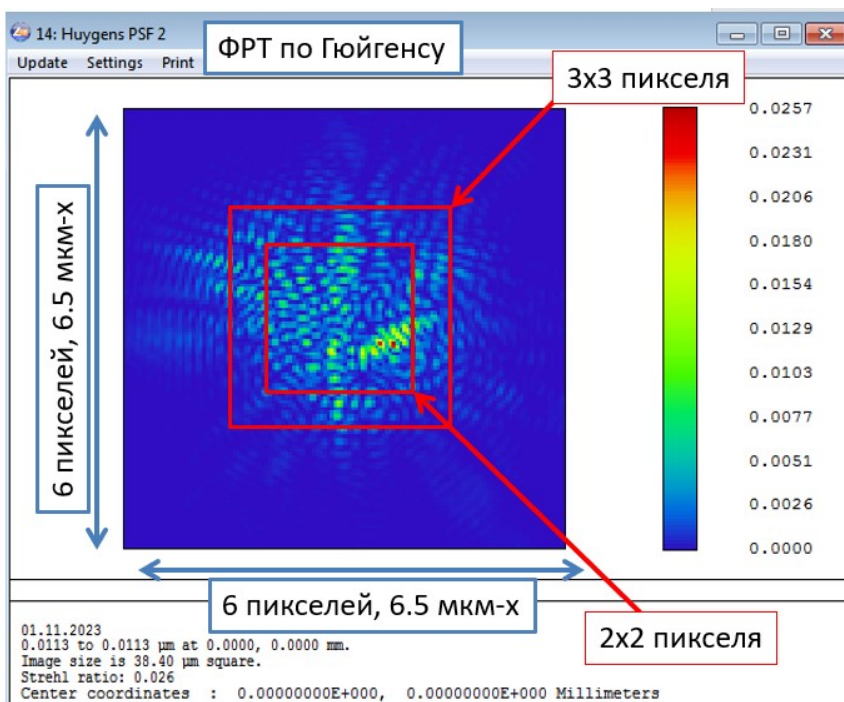 14: Huygens PSF 2
Update Settings Print
ФРТ по Гюйгенсу
3х3 пикселя
6 пикселей, 6.5 мкм-х
0.0257
0.0231
0.0206
0.0180
0.0154
0.0129
0.0103
0.0077
0.0051
0.0026
0.0000
6 пикселей, 6.5 мкм-х
2х2 пикселя
01.11.2023
0.0113 to 0.0113 µm at 0.0000, 0.0000 mm.
Image size is 38.40 µm square.
Strehl ratio: 0.026
Center coordinates : 0.00000000E+000, 0.00000000E+000 Millimeters